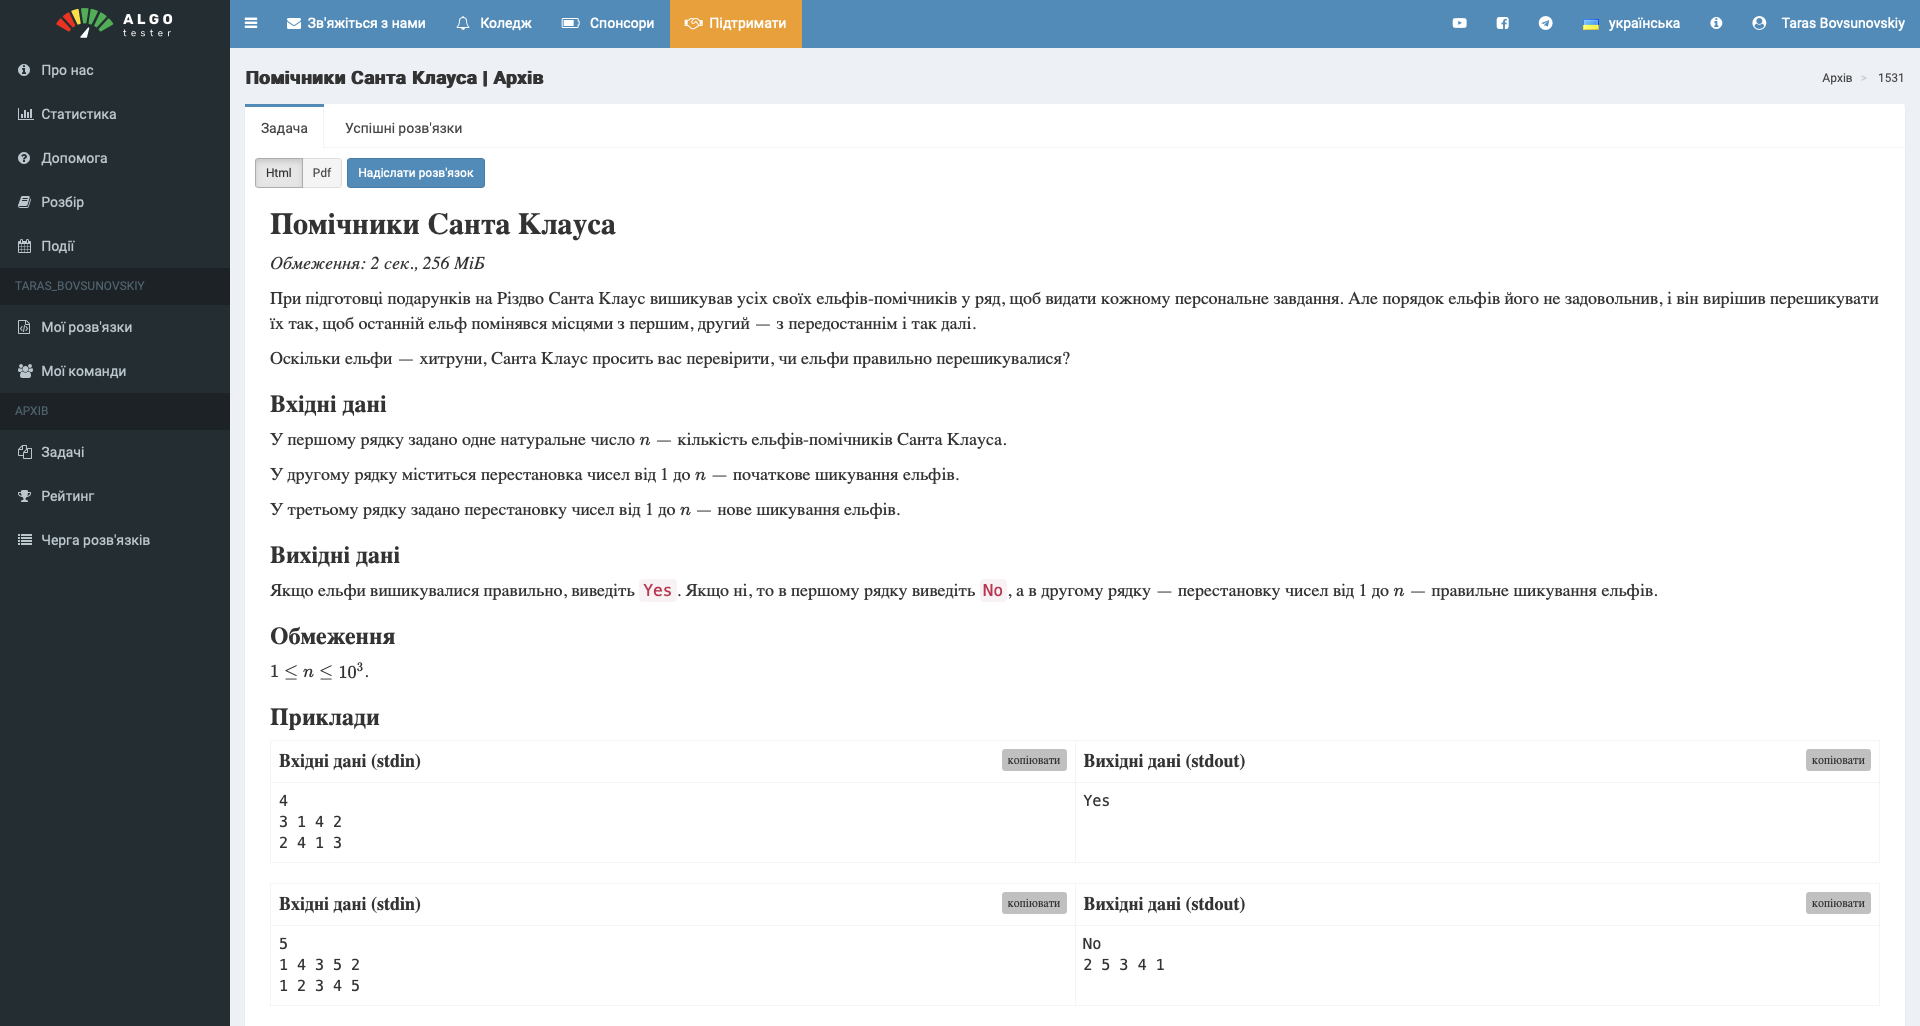 ALGO
tester
Зв'яжіться з нами
Коледж
Спонсори
Підтримати
українська
Taras Bovsunovskiy
Про нас
Статистика
Допомога
Розбір
Події
TARAS_BOVSUNOVSKIY
Мої розв'язки
Мої команди
АРХІВ
Задачі
Рейтинг
Черга розв'язків
Помічники Санта Клауса | Архів
Архів > 1531
Задача
Успішні розв'язки
Html
Pdf
Надіслати розв'язок
Помічники Санта Клауса
Обмеження: 2 сек., 256 МіБ
При підготовці подарунків на Різдво Санта Клаус вишикував усіх своїх ельфів-помічників у ряд, щоб видати кожному персональне завдання. Але порядок ельфів його не задовольнив, і він вирішив перешикувати
їх так, щоб останній ельф помінявся місцями з першим, другий — з передостаннім і так далі.
Оскільки ельфи — хитруни, Санта Клаус просить вас перевірити, чи ельфи правильно перешикувалися?
Вхідні дані
У першому рядку задано одне натуральне число n — кількість ельфів-помічників Санта Клауса.
У другому рядку міститься перестановка чисел від 1 до n — початкове шикування ельфів.
У третьому рядку задано перестановку чисел від 1 до n — нове шикування ельфів.
Вихідні дані
Якщо ельфи вишикувалися правильно, виведіть Yes. Якщо ні, то в першому рядку виведіть No, а в другому рядку — перестановку чисел від 1 до n — правильне шикування ельфів.
Обмеження
1 ≤ n ≤ 10³.
Приклади
Вхідні дані (stdin)
копіювати
Вихідні дані (stdout)
копіювати
4
3 1 4 2
2 4 1 3
Yes
Вхідні дані (stdin)
копіювати
Вихідні дані (stdout)
копіювати
5
1 4 3 5 2
1 2 3 4 5
No
2 5 3 4 1